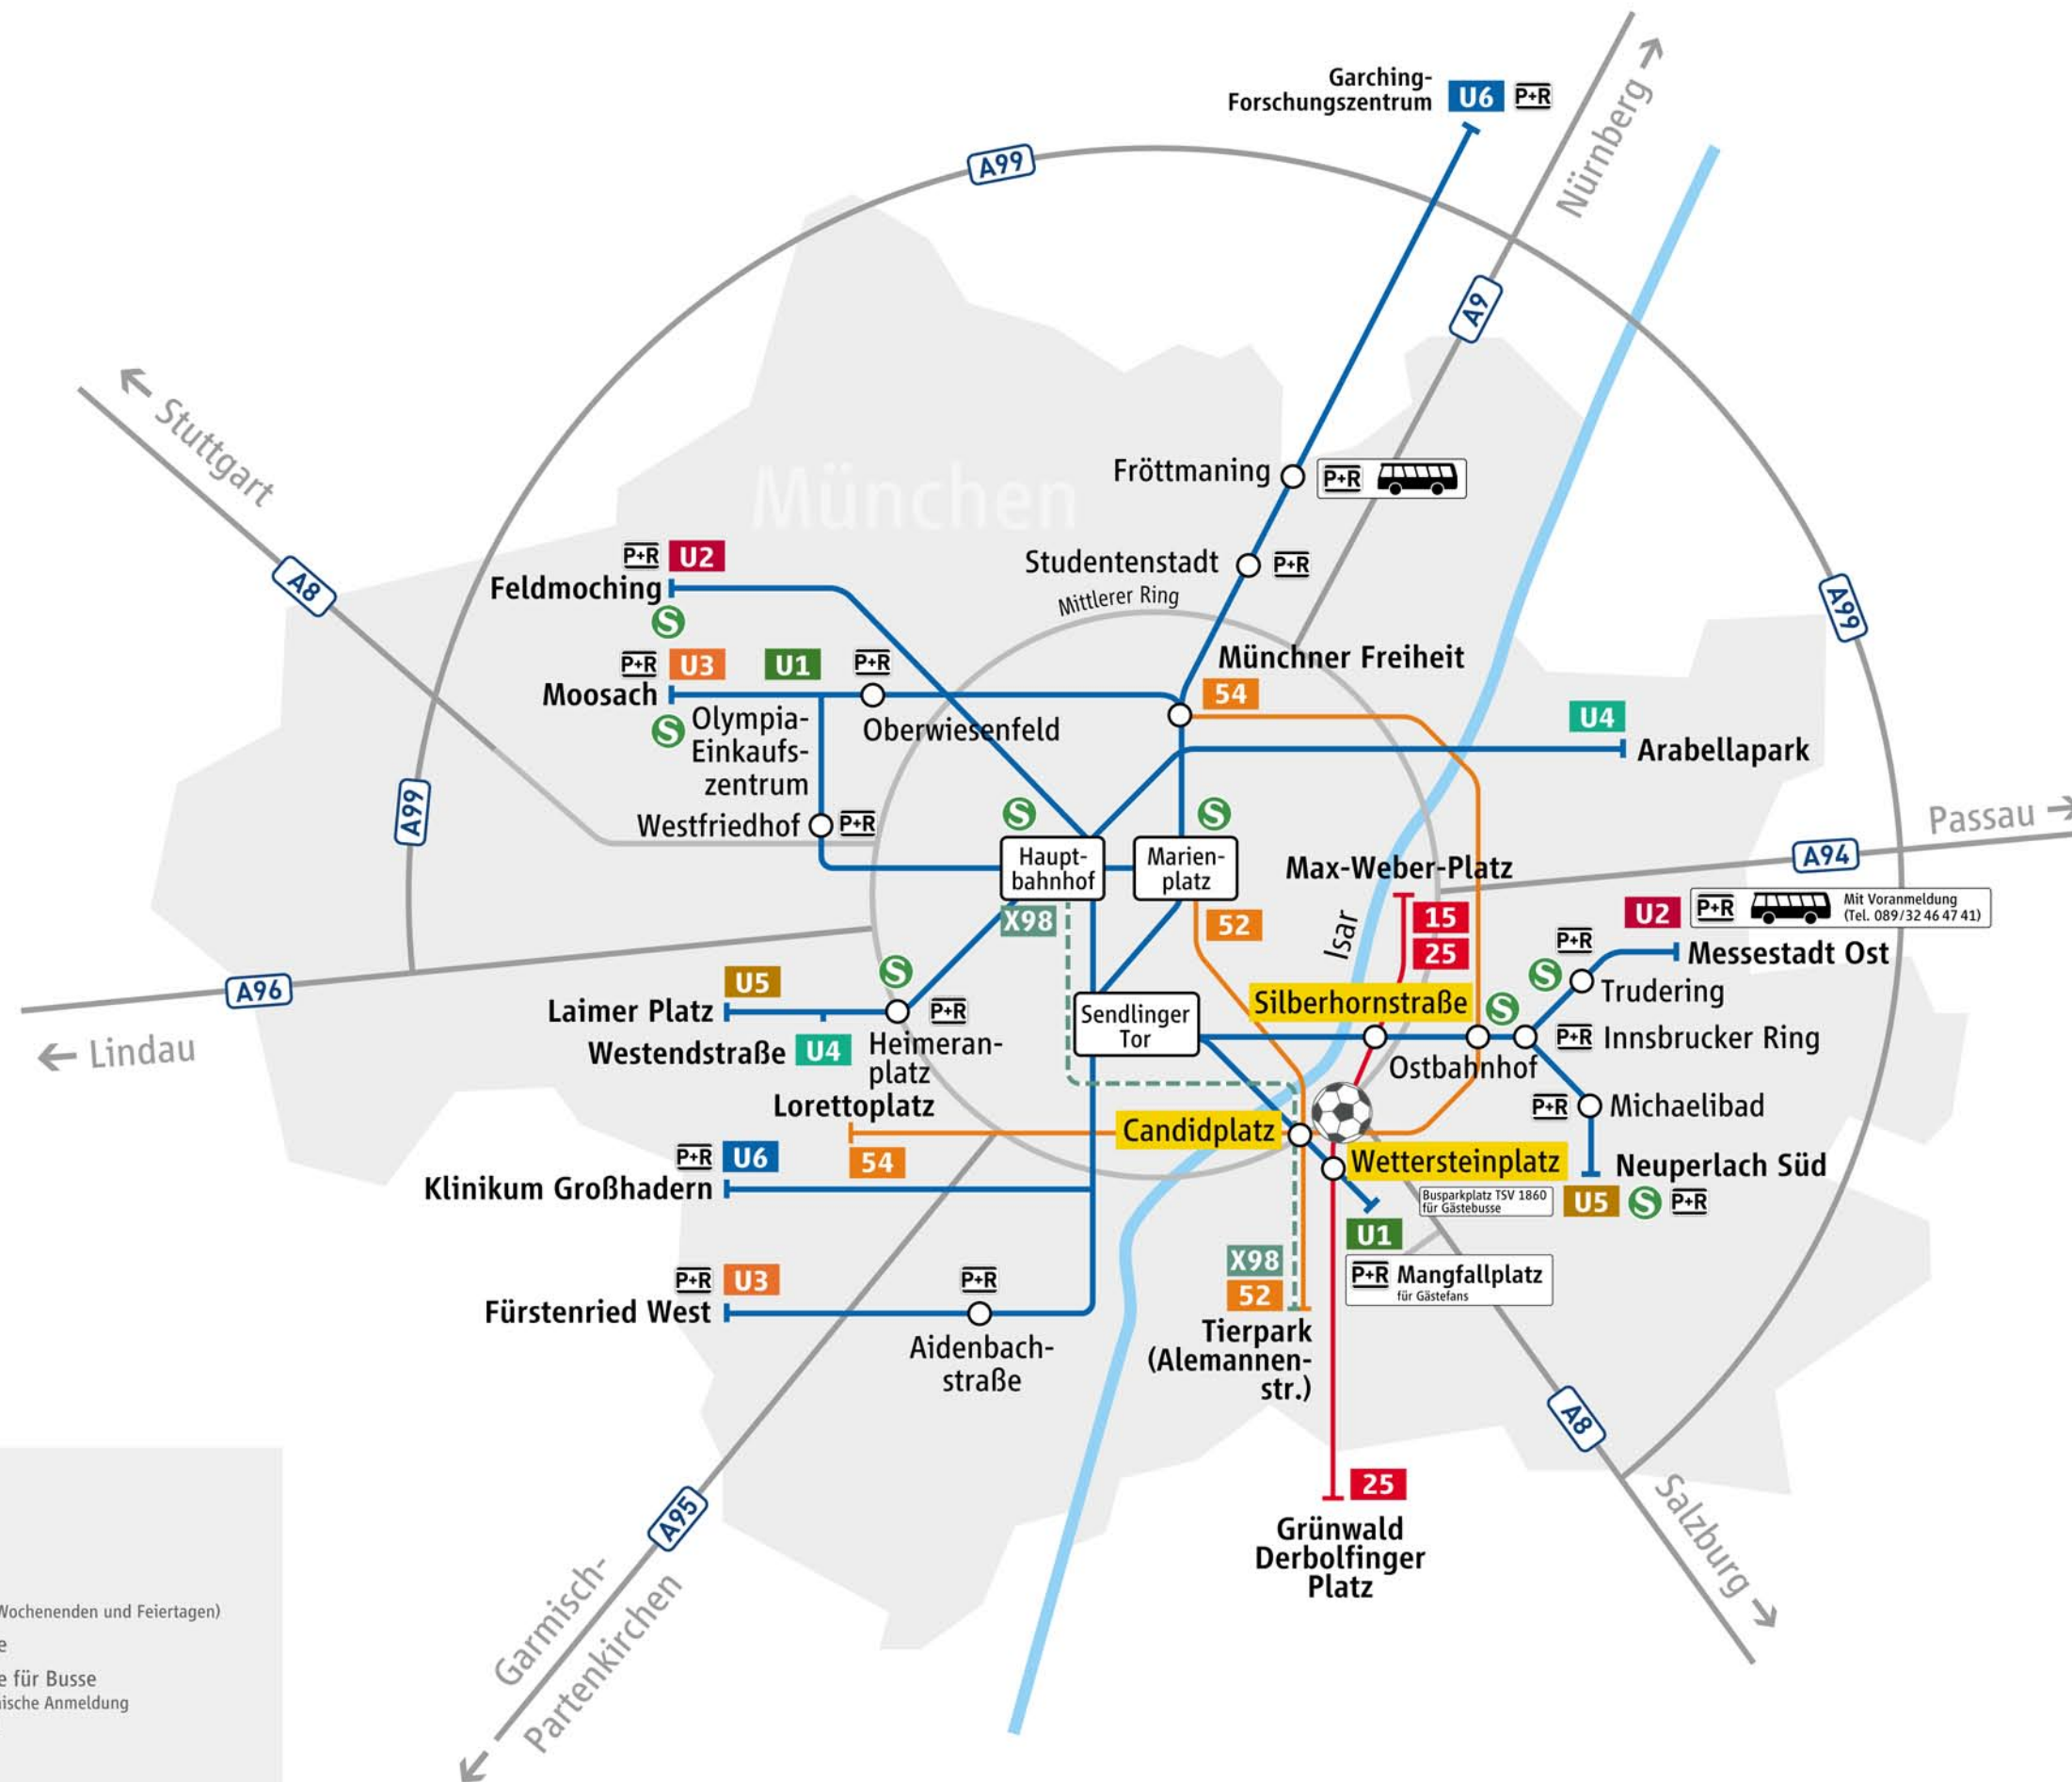 Garching-
Forschungszentrum
U6
P+R
Nürnberg
A99
A9
Stuttgart
A8
München
Fröttmaning
P+R
Studentenstadt
P+R
Mittlerer Ring
P+R
U2
Feldmoching
S
P+R
U3
U1
P+R
Moosach
S
Olympia-
Einkaufs-
zentrum
Oberwiesenfeld
Münchner Freiheit
54
U4
Arabellapark
A99
A99
Westfriedhof
P+R
S
Haupt-
bahnhof
S
Marien-
platz
X98
52
Max-Weber-Platz
15
25
Isar
Passau
A94
U2
P+R
Mit Voranmeldung
(Tel. 089/32 46 47 41)
Messestadt Ost
P+R
S
Trudering
A96
Lindau
U5
Laimer Platz
S
P+R
Westendstraße
U4
Heimeran-
platz
Sendlinger
Tor
Silberhornstraße
S
Ostbahnhof
P+R
Innsbrucker Ring
P+R
Michaelibad
Lorettoplatz
54
Candidplatz
Wettersteinplatz
Neuperlach Süd
Busparkplatz TSV 1860
für Gästebusse
U5
S
P+R
P+R
U6
Klinikum Großhadern
U1
P+R
Mangfallplatz
für Gästefans
P+R
U3
Fürstenried West
P+R
Aidenbach-
straße
X98
52
Tierpark
(Alemannen-
str.)
A8
Salzburg
25
Grünwald
Derbolfinger
Platz
A95
Garmisch-
Partenkirchen
Wochenenden und Feiertagen)
e
e für Busse
nische Anmeldung